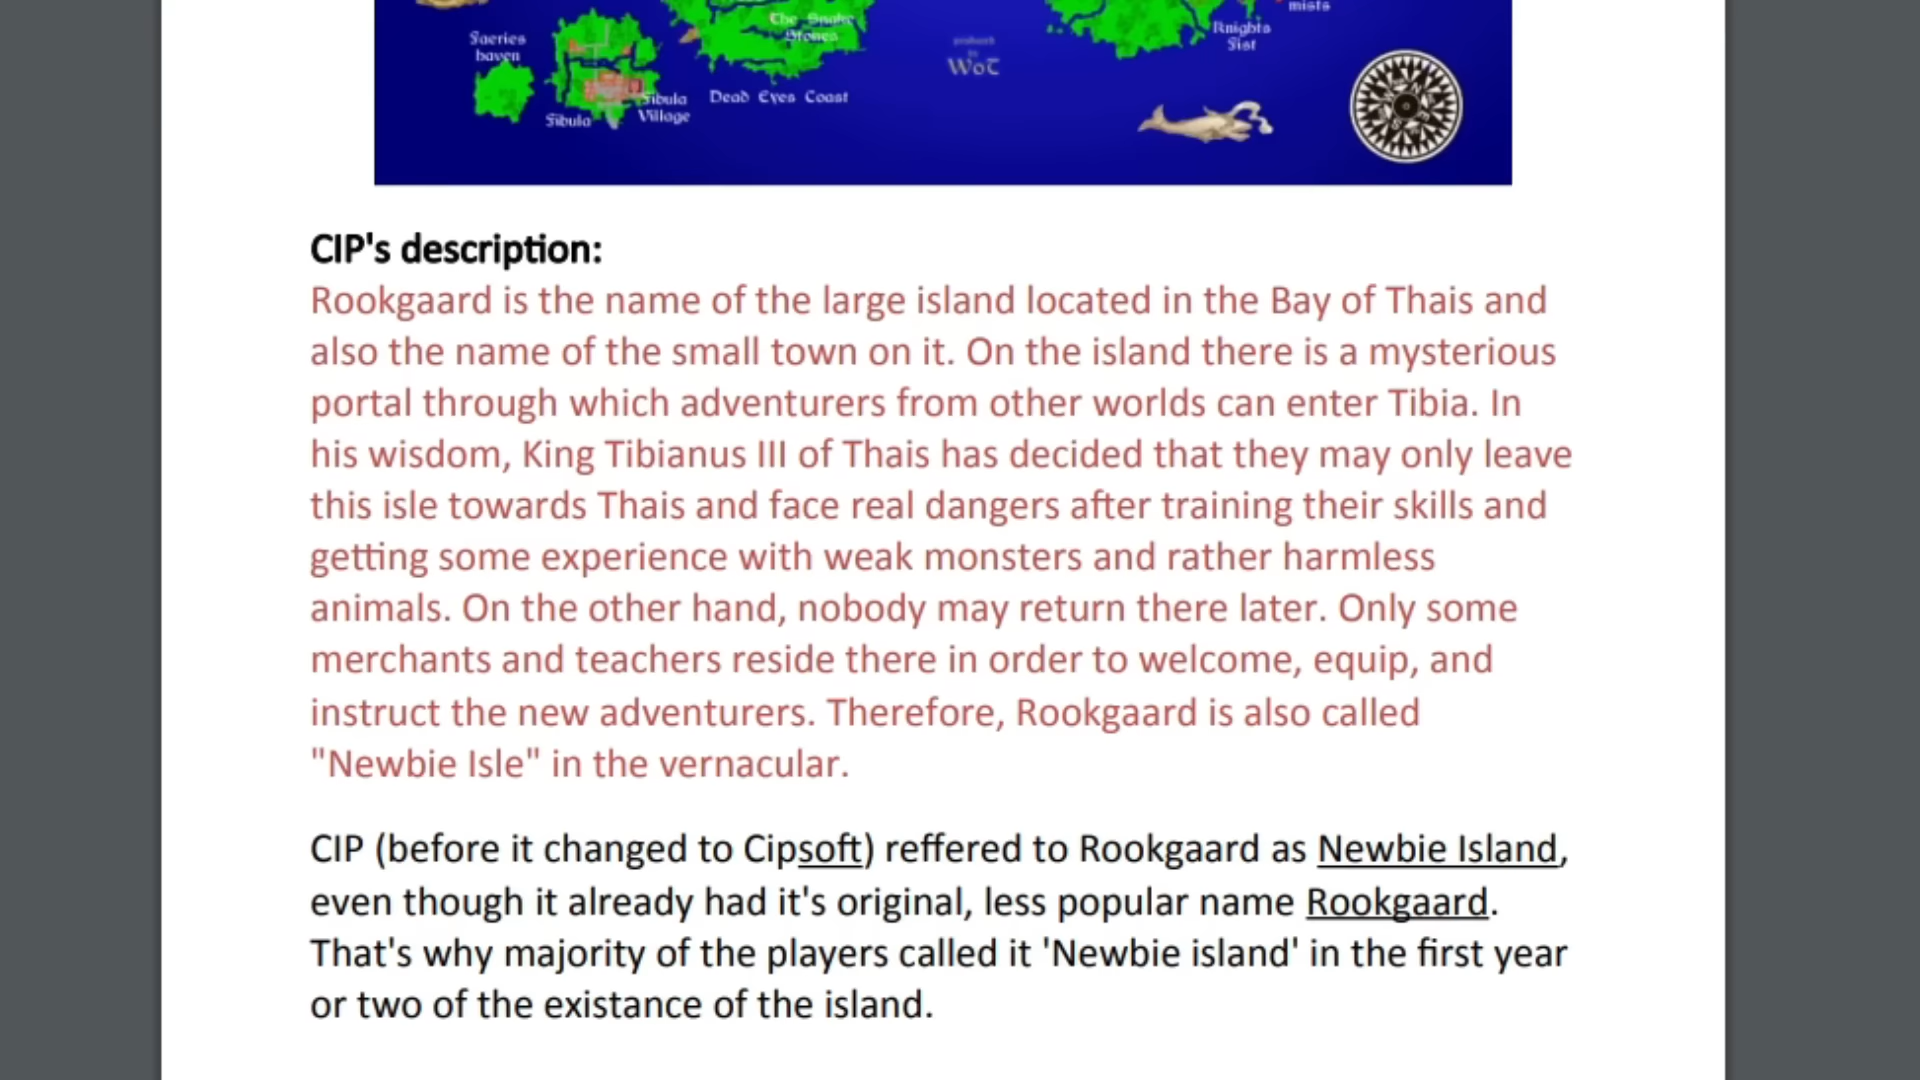 The Snake
Stones
mists
Knights
Fist
Faeries
haven
WoT
Fibula
Village
Dead Eyes Coast
Fibula
CIP's description:
Rookgaard is the name of the large island located in the Bay of Thais and
also the name of the small town on it. On the island there is a mysterious
portal through which adventurers from other worlds can enter Tibia. In
his wisdom, King Tibianus III of Thais has decided that they may only leave
this isle towards Thais and face real dangers after training their skills and
getting some experience with weak monsters and rather harmless
animals. On the other hand, nobody may return there later. Only some
merchants and teachers reside there in order to welcome, equip, and
instruct the new adventurers. Therefore, Rookgaard is also called
"Newbie Isle" in the vernacular.
CIP (before it changed to Cipsoft) reffered to Rookgaard as Newbie Island,
even though it already had it's original, less popular name Rookgaard.
That's why majority of the players called it 'Newbie island' in the first year
or two of the existance of the island.